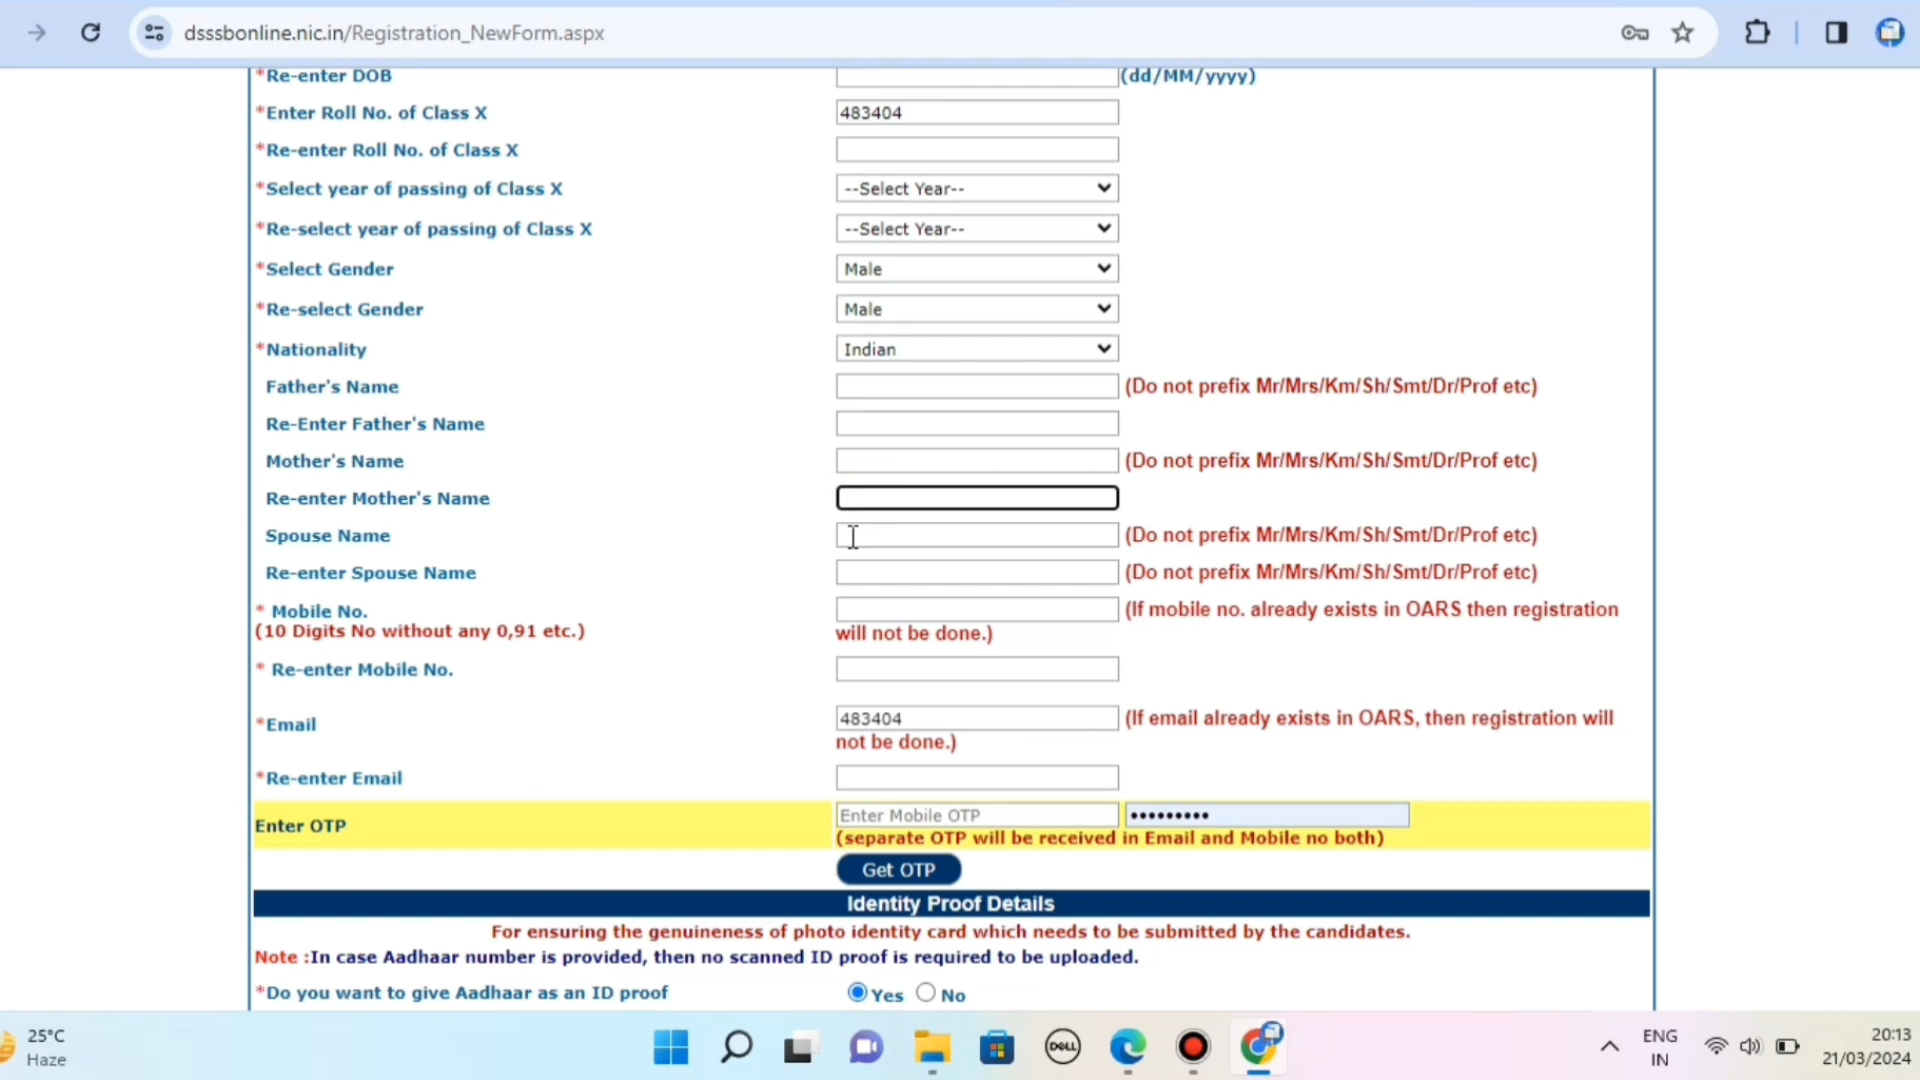 dsssbonline.nic.in/Registration_NewForm.aspx
*Re-enter DOB (dd/MM/yyyy)
*Enter Roll No. of Class X 483404
*Re-enter Roll No. of Class X
*Select year of passing of Class X --Select Year--
*Re-select year of passing of Class X --Select Year--
*Select Gender Male
*Re-select Gender Male
*Nationality Indian
Father's Name (Do not prefix Mr/Mrs/Km/Sh/Smt/Dr/Prof etc)
Re-Enter Father's Name
Mother's Name (Do not prefix Mr/Mrs/Km/Sh/Smt/Dr/Prof etc)
Re-enter Mother's Name
Spouse Name (Do not prefix Mr/Mrs/Km/Sh/Smt/Dr/Prof etc)
Re-enter Spouse Name (Do not prefix Mr/Mrs/Km/Sh/Smt/Dr/Prof etc)
* Mobile No. (If mobile no. already exists in OARS then registration
(10 Digits No without any 0,91 etc.) will not be done.)
* Re-enter Mobile No.
*Email 483404 (If email already exists in OARS, then registration will
not be done.)
*Re-enter Email
Enter OTP Enter Mobile OTP •••••••••
(separate OTP will be received in Email and Mobile no both)
Get OTP
Identity Proof Details
For ensuring the genuineness of photo identity card which needs to be submitted by the candidates.
Note :In case Aadhaar number is provided, then no scanned ID proof is required to be uploaded.
*Do you want to give Aadhaar as an ID proof Yes No
25°C
Haze
DELL
ENG
IN
20:13
21/03/2024